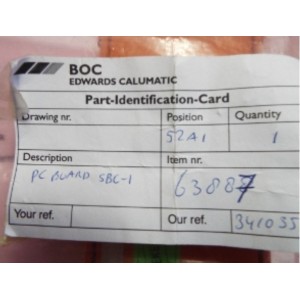 BOC
EDWARDS CALUMATIC
Part-Identification-Card
Drawing nr. Position Quantity
52A1 1
Description Item nr.
PC BOARD SBC-1 63887
Your ref. Our ref. 341035